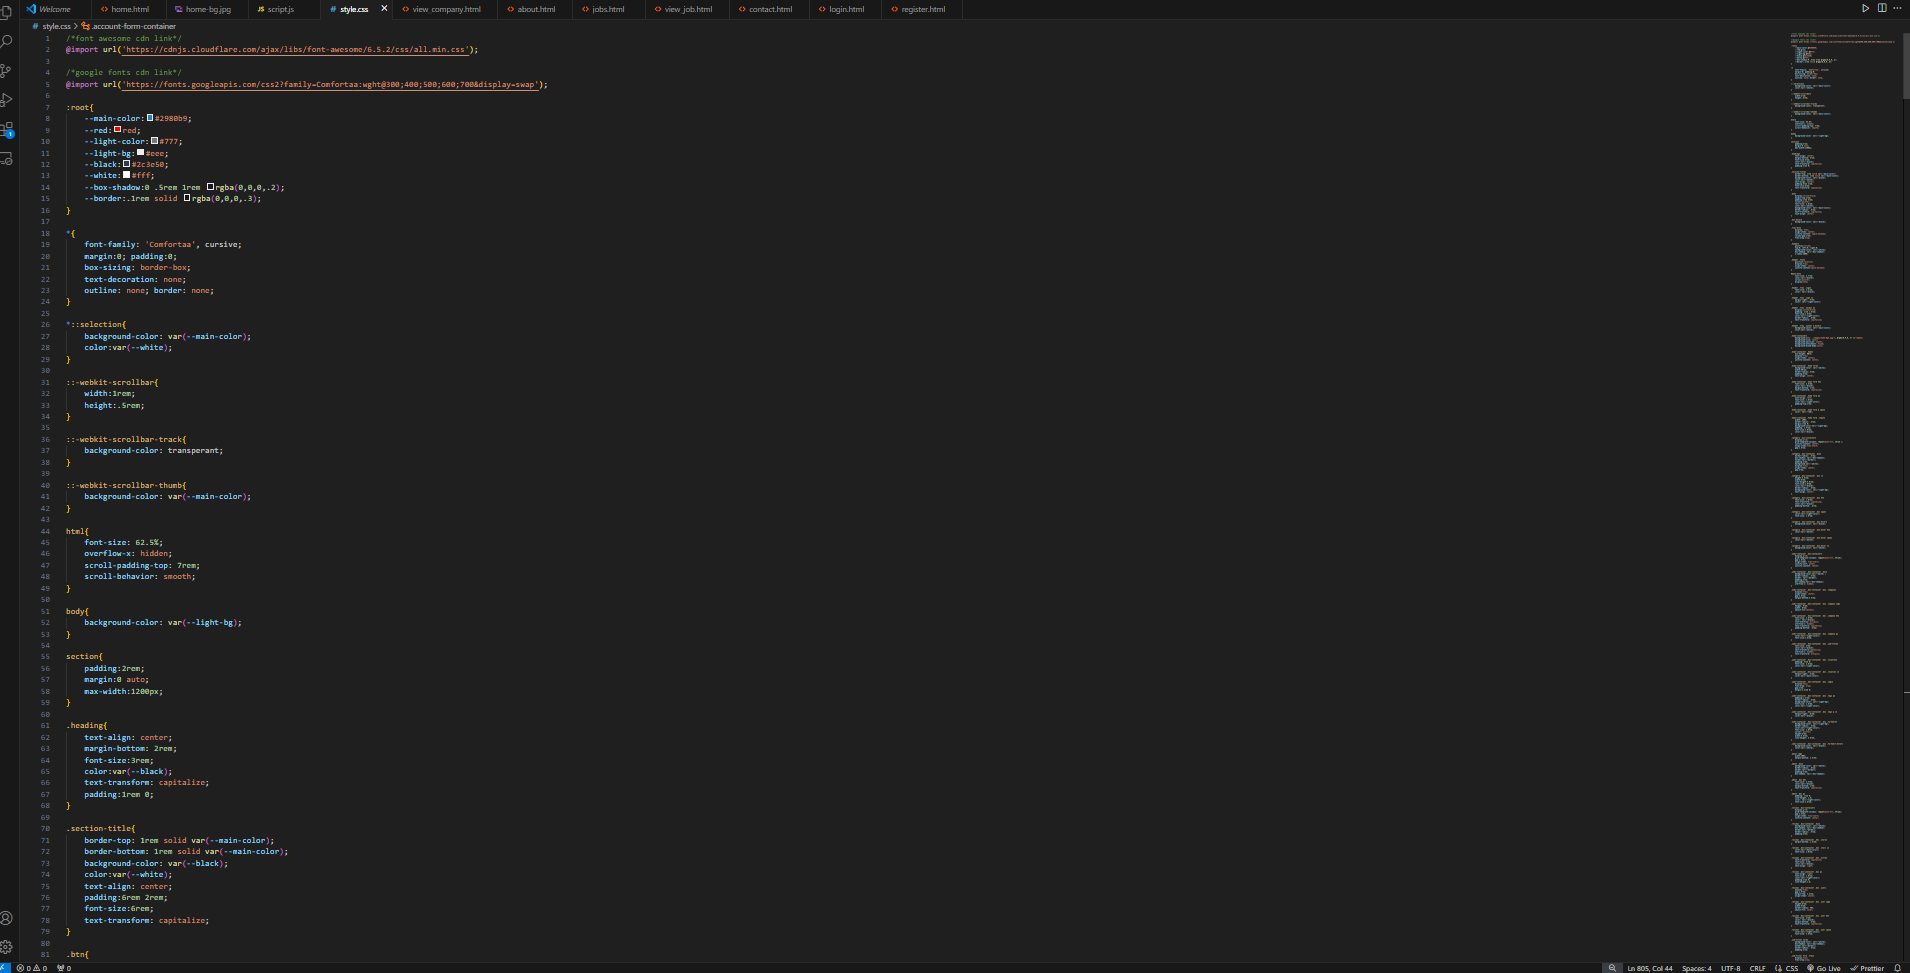 Welcome home.html home-bg.jpg JS script.js # style.css × view_company.html about.html jobs.html view_job.html contact.html login.html register.html
# style.css > .account-form-container
1 /*font awesome cdn link*/
2 @import url('https://cdnjs.cloudflare.com/ajax/libs/font-awesome/6.5.2/css/all.min.css');
3
4 /*google fonts cdn link*/
5 @import url('https://fonts.googleapis.com/css2?family=Comfortaa:wght@300;400;500;600;700&display=swap');
6
7 :root{
8 --main-color:#2980b9;
9 --red:red;
10 --light-color:#777;
11 --light-bg:#eee;
12 --black:#2c3e50;
13 --white:#fff;
14 --box-shadow:0 .5rem 1rem rgba(0,0,0,.2);
15 --border:.1rem solid rgba(0,0,0,.3);
16 }
17
18 *{
19 font-family: 'Comfortaa', cursive;
20 margin:0; padding:0;
21 box-sizing: border-box;
22 text-decoration: none;
23 outline: none; border: none;
24 }
25
26 *::selection{
27 background-color: var(--main-color);
28 color:var(--white);
29 }
30
31 ::-webkit-scrollbar{
32 width:1rem;
33 height:.5rem;
34 }
35
36 ::-webkit-scrollbar-track{
37 background-color: transperant;
38 }
39
40 ::-webkit-scrollbar-thumb{
41 background-color: var(--main-color);
42 }
43
44 html{
45 font-size: 62.5%;
46 overflow-x: hidden;
47 scroll-padding-top: 7rem;
48 scroll-behavior: smooth;
49 }
50
51 body{
52 background-color: var(--light-bg);
53 }
54
55 section{
56 padding:2rem;
57 margin:0 auto;
58 max-width:1200px;
59 }
60
61 .heading{
62 text-align: center;
63 margin-bottom: 2rem;
64 font-size:3rem;
65 color:var(--black);
66 text-transform: capitalize;
67 padding:1rem 0;
68 }
69
70 .section-title{
71 border-top: 1rem solid var(--main-color);
72 border-bottom: 1rem solid var(--main-color);
73 background-color: var(--black);
74 color:var(--white);
75 text-align: center;
76 padding:6rem 2rem;
77 font-size:6rem;
78 text-transform: capitalize;
79 }
80
81 .btn{
0 0 0 Ln 805, Col 44 Spaces: 4 UTF-8 CRLF {} CSS Go Live Prettier